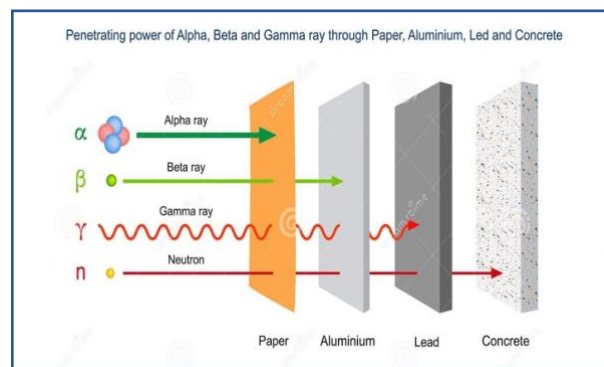 Penetrating power of Alpha, Beta and Gamma ray through Paper, Aluminium, Led and Concrete
α Alpha ray
β Beta ray
γ Gamma ray
n Neutron
Paper Aluminium Lead Concrete
dreamstime